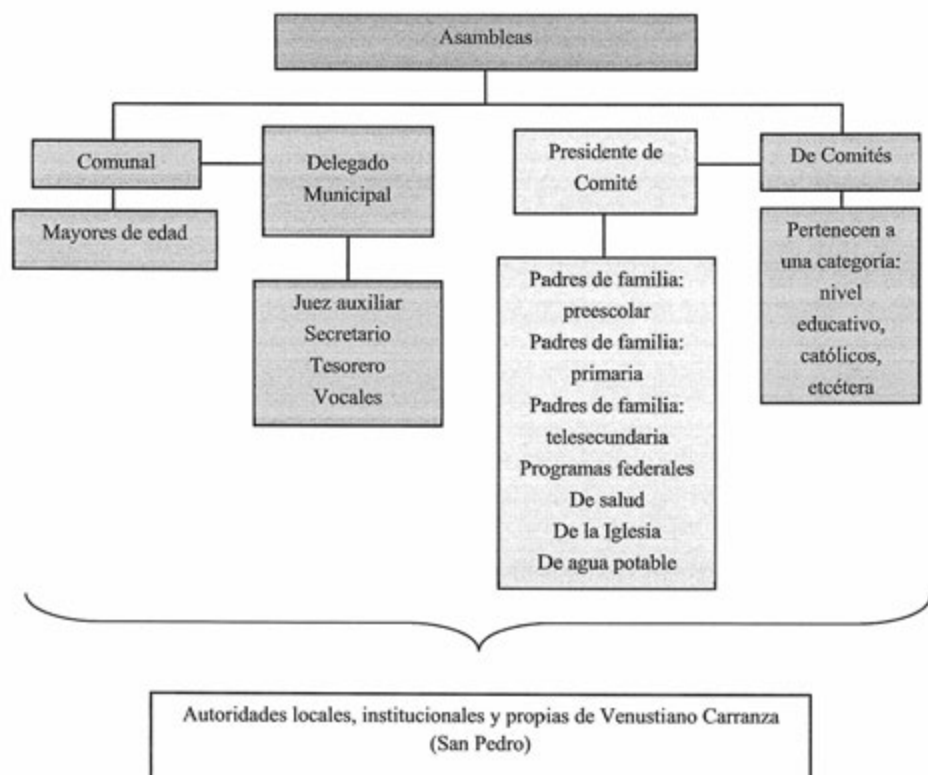 Asambleas
Comunal
Mayores de edad
Delegado
Municipal
Juez auxiliar
Secretario
Tesorero
Vocales
Presidente de
Comité
Padres de familia:
preescolar
Padres de familia:
primaria
Padres de familia:
telesecundaria
Programas federales
De salud
De la Iglesia
De agua potable
De Comités
Pertenecen a
una categoría:
nivel
educativo,
católicos,
etcétera
Autoridades locales, institucionales y propias de Venustiano Carranza
(San Pedro)